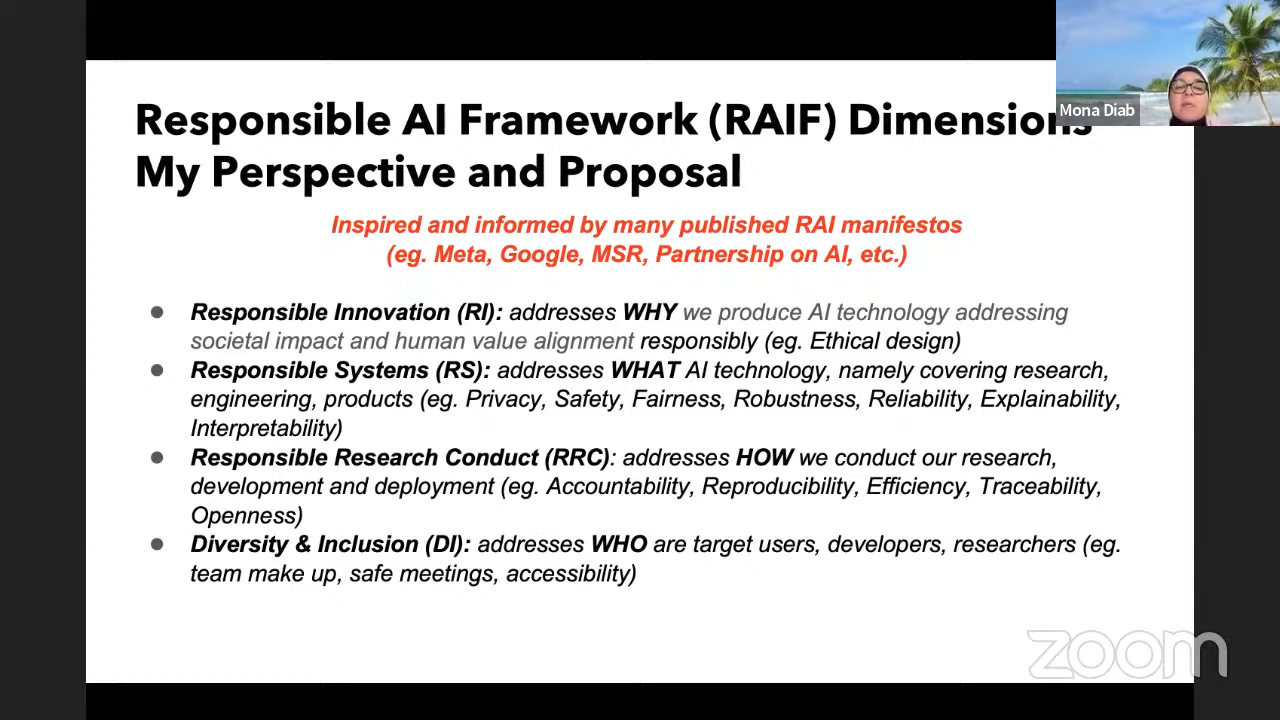 Responsible AI Framework (RAIF) Dimensions
My Perspective and Proposal
Mona Diab
Inspired and informed by many published RAI manifestos
(eg. Meta, Google, MSR, Partnership on AI, etc.)
● Responsible Innovation (RI): addresses WHY we produce AI technology addressing
societal impact and human value alignment responsibly (eg. Ethical design)
● Responsible Systems (RS): addresses WHAT AI technology, namely covering research,
engineering, products (eg. Privacy, Safety, Fairness, Robustness, Reliability, Explainability,
Interpretability)
● Responsible Research Conduct (RRC): addresses HOW we conduct our research,
development and deployment (eg. Accountability, Reproducibility, Efficiency, Traceability,
Openness)
● Diversity & Inclusion (DI): addresses WHO are target users, developers, researchers (eg.
team make up, safe meetings, accessibility)
zoom